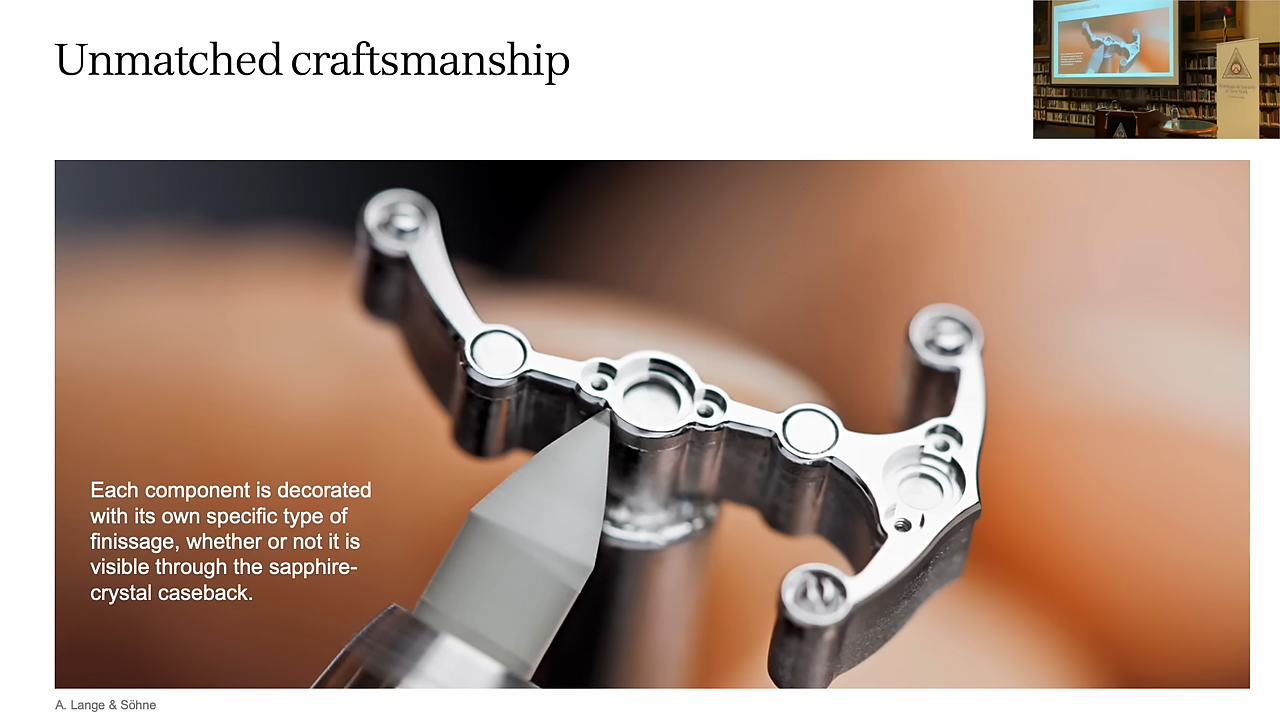 Unmatched craftsmanship
Each component is decorated
with its own specific type of
finissage, whether or not it is
visible through the sapphire-
crystal caseback.
A. Lange & Söhne